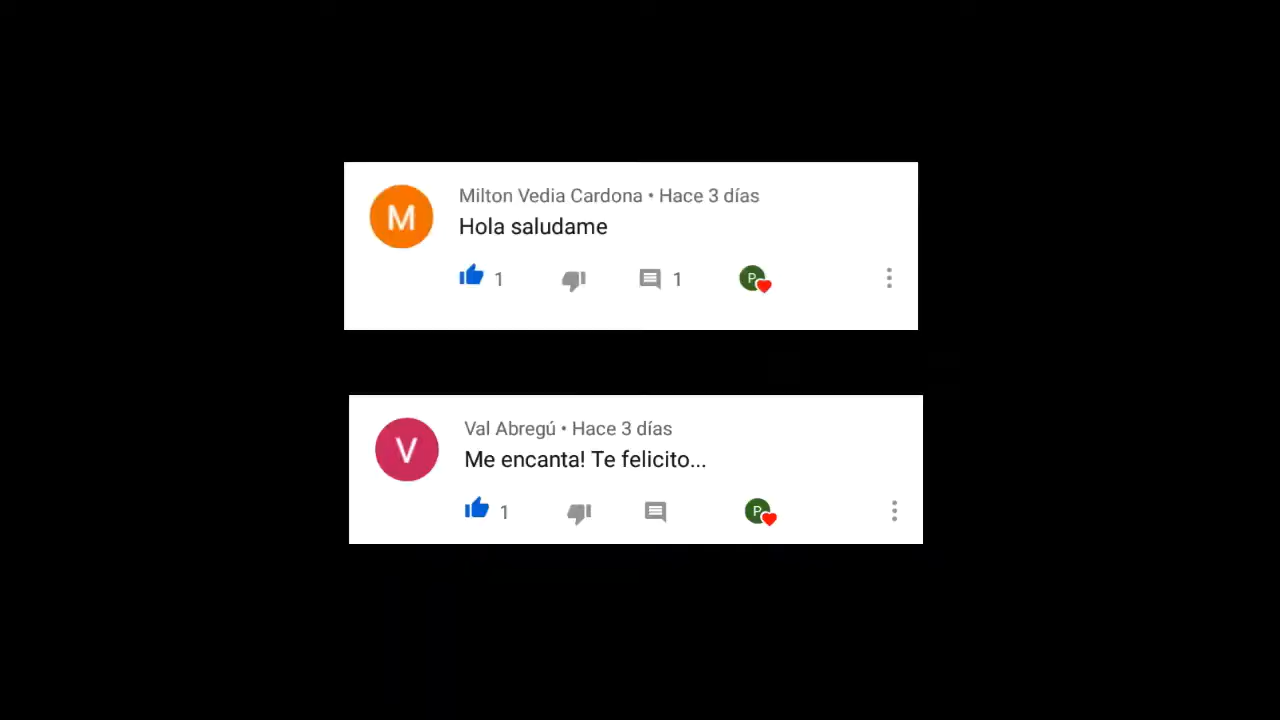 M
Milton Vedia Cardona • Hace 3 días
Hola saludame
1 1 P
V
Val Abregú • Hace 3 días
Me encanta! Te felicito...
1 P